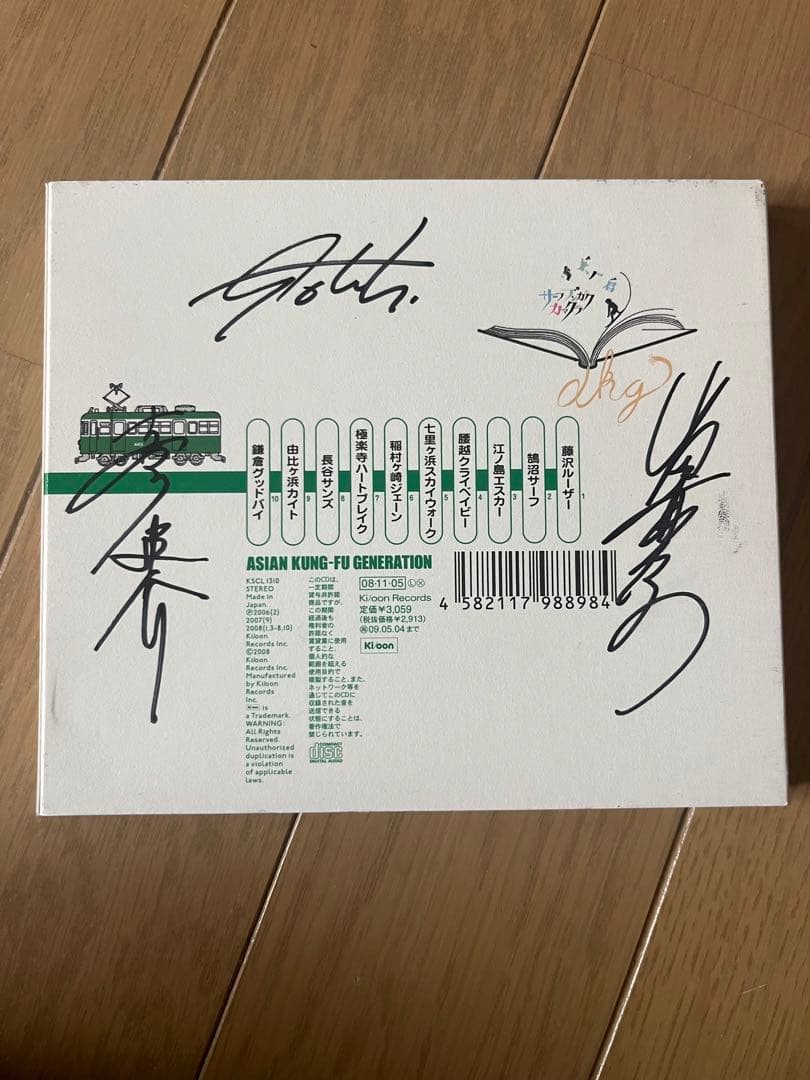 サーフ ブンガク
カマクラ
akg
藤沢ルーザー
1
鵠沼サーフ
2
江ノ島エスカー
3
腰越クライベイビー
4
七里ヶ浜スカイウォーク
5
稲村ヶ崎ジェーン
6
極楽寺ハートブレイク
7
長谷サンズ
8
由比ヶ浜カイト
9
鎌倉グッドバイ
10
ASIAN KUNG-FU GENERATION
KSCL 1310
STEREO
Made in
Japan.
Ⓟ2006(2)
2007(9)
2008(1,3-8,10)
Ki/oon
Records Inc.
©2008
Ki/oon
Records Inc.
Manufactured
by Ki/oon
Records
Inc.
is
a Trademark.
WARNING:
All Rights
Reserved.
Unauthorized
duplication is
a violation
of applicable
laws.
このCDは、
一定期間
貸与非許諾
商品ですが、
この期間
経過後も
権利者の
許諾なく
賃貸業に使用
すること、
個人的な
範囲を超える
使用目的で
複製すること、また、
ネットワーク等を
通じてこのCDに
収録された音を
送信できる
状態にすることは、
著作権法で
禁じられています。
COMPACT
disc
DIGITAL AUDIO
08·11·05 Ⓛ Ⓧ
Ki/oon Records
定価¥3,059
(税抜価格¥2,913)
㋐09.05.04まで
Ki/oon
4 582117 988984